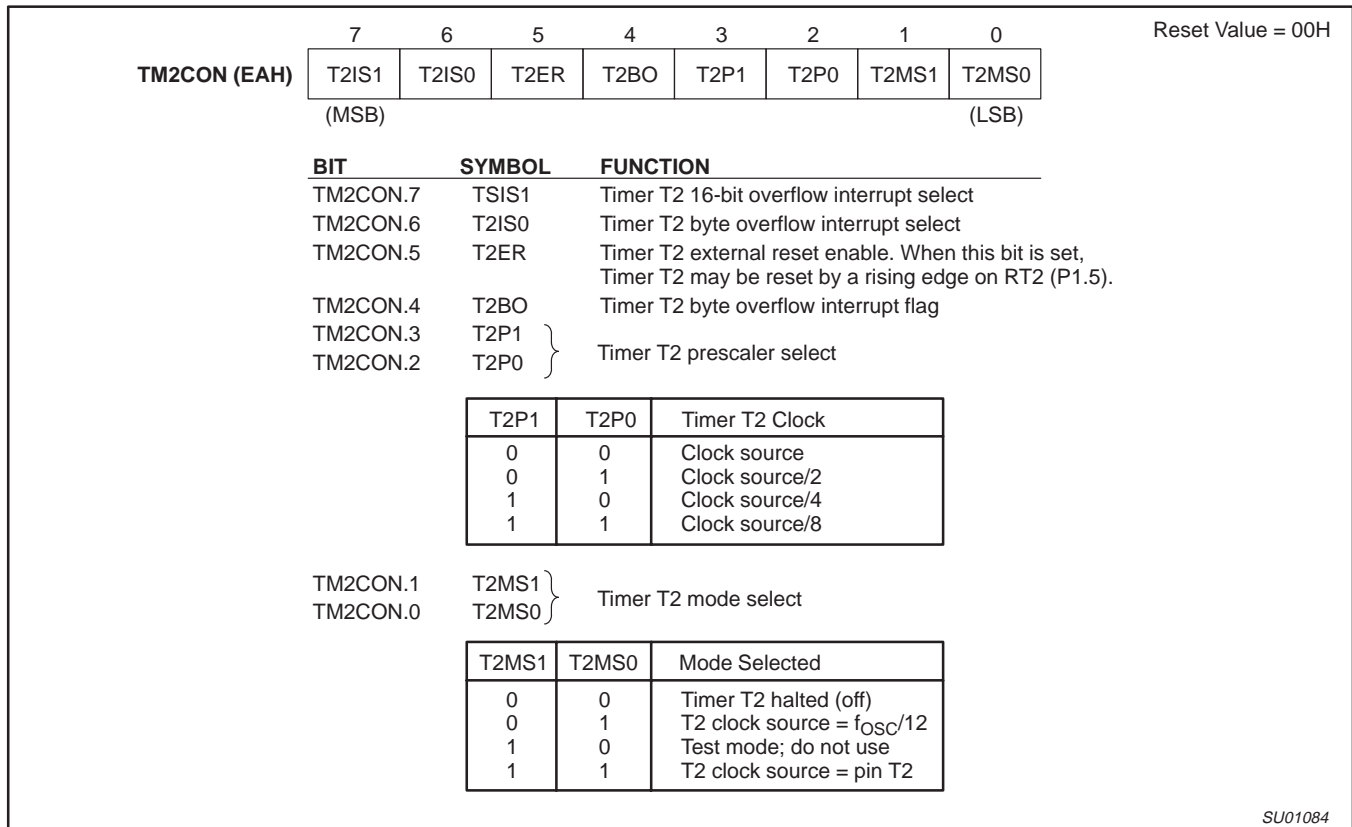 7 6 5 4 3 2 1 0 Reset Value = 00H
TM2CON (EAH) T2IS1 T2IS0 T2ER T2BO T2P1 T2P0 T2MS1 T2MS0
(MSB) (LSB)
BIT SYMBOL FUNCTION
TM2CON.7 TSIS1 Timer T2 16-bit overflow interrupt select
TM2CON.6 T2IS0 Timer T2 byte overflow interrupt select
TM2CON.5 T2ER Timer T2 external reset enable. When this bit is set,
Timer T2 may be reset by a rising edge on RT2 (P1.5).
TM2CON.4 T2BO Timer T2 byte overflow interrupt flag
TM2CON.3 T2P1
Timer T2 prescaler select
TM2CON.2 T2P0
T2P1 T2P0 Timer T2 Clock
0 0 Clock source
0 1 Clock source/2
1 0 Clock source/4
1 1 Clock source/8
TM2CON.1 T2MS1
Timer T2 mode select
TM2CON.0 T2MS0
T2MS1 T2MS0 Mode Selected
0 0 Timer T2 halted (off)
0 1 T2 clock source = fOSC/12
1 0 Test mode; do not use
1 1 T2 clock source = pin T2
SU01084